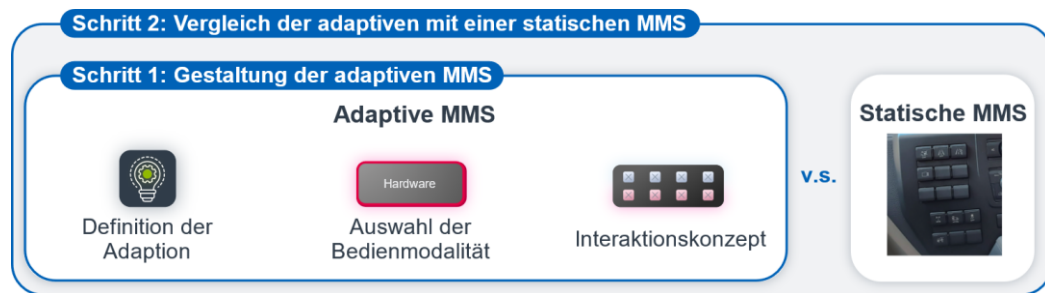 Schritt 2: Vergleich der adaptiven mit einer statischen MMS
Schritt 1: Gestaltung der adaptiven MMS
Adaptive MMS
Definition der
Adaption
Hardware
Auswahl der
Bedienmodalität
Interaktionskonzept
v.s.
Statische MMS